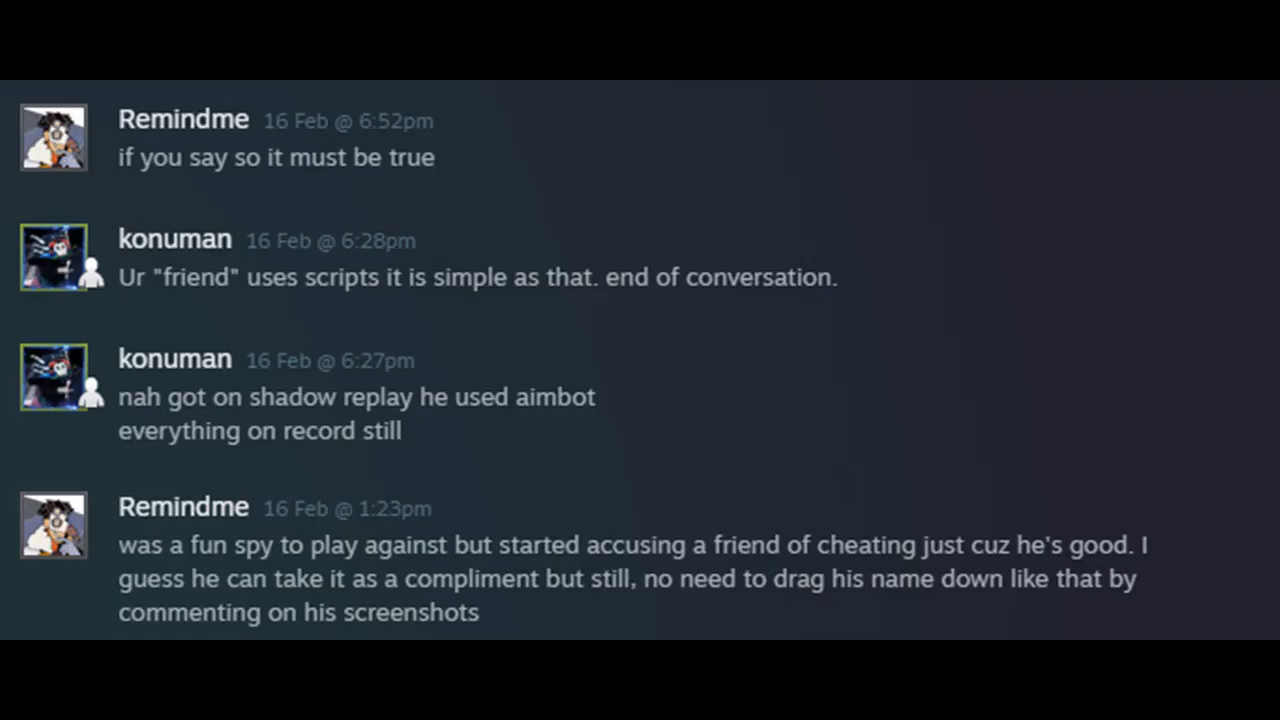 Remindme 16 Feb @ 6:52pm
if you say so it must be true
konuman 16 Feb @ 6:28pm
Ur "friend" uses scripts it is simple as that. end of conversation.
konuman 16 Feb @ 6:27pm
nah got on shadow replay he used aimbot
everything on record still
Remindme 16 Feb @ 1:23pm
was a fun spy to play against but started accusing a friend of cheating just cuz he's good. I
guess he can take it as a compliment but still, no need to drag his name down like that by
commenting on his screenshots